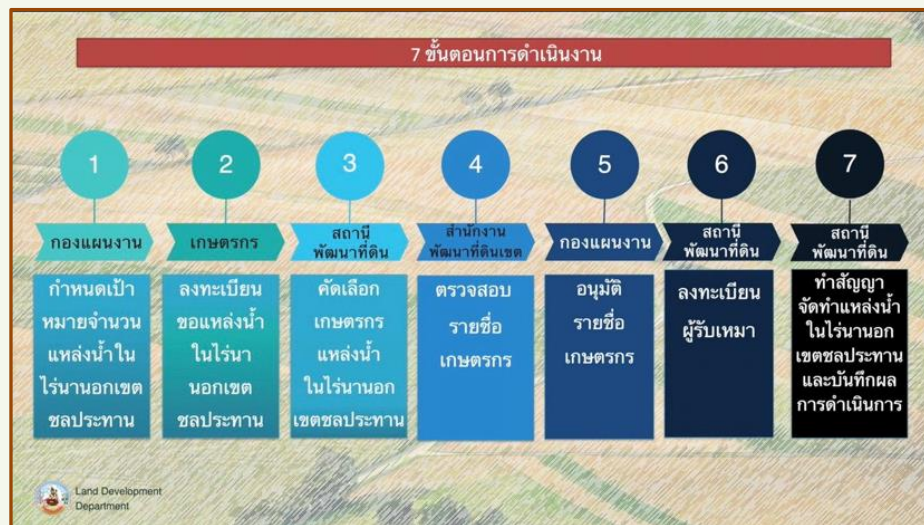 7 ขั้นตอนการดำเนินงาน
1
2
3
4
5
6
7
กองแผนงาน
เกษตรกร
สถานี
พัฒนาที่ดิน
สำนักงาน
พัฒนาที่ดินเขต
กองแผนงาน
สถานี
พัฒนาที่ดิน
สถานี
พัฒนาที่ดิน
กำหนดเป้า
หมายจำนวน
แหล่งน้ำใน
ไร่นานอกเขต
ชลประทาน
ลงทะเบียน
ขอแหล่งน้ำ
ในไร่นา
นอกเขต
ชลประทาน
คัดเลือก
เกษตรกร
แหล่งน้ำ
ในไร่นานอก
เขตชลประทาน
ตรวจสอบ
รายชื่อ
เกษตรกร
อนุมัติ
รายชื่อ
เกษตรกร
ลงทะเบียน
ผู้รับเหมา
ทำสัญญา
จัดทำแหล่งน้ำ
ในไร่นานอก
เขตชลประทาน
และบันทึกผล
การดำเนินการ
Land Development
Department